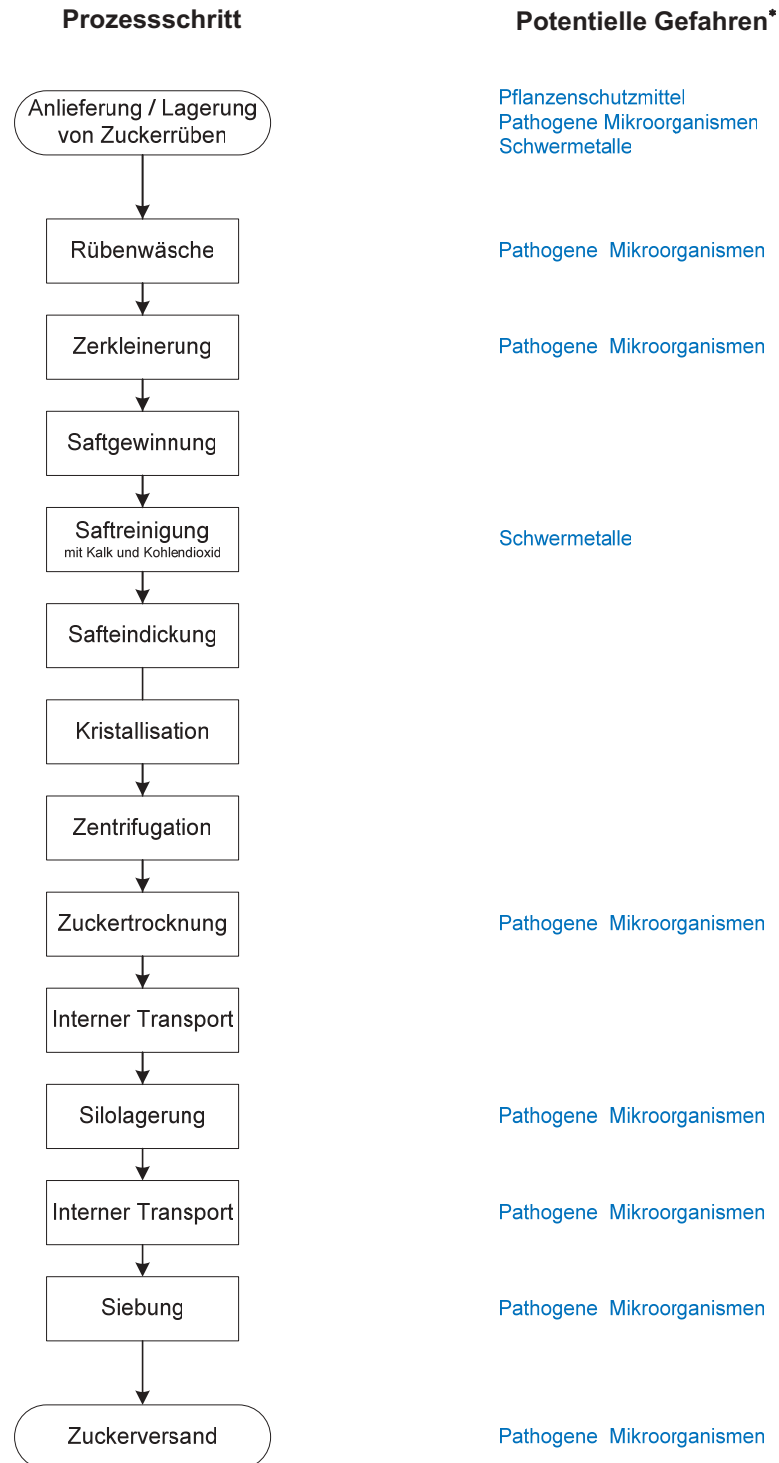 Prozessschritt
Potentielle Gefahren*
Anlieferung / Lagerung
von Zuckerrüben
Pflanzenschutzmittel
Pathogene Mikroorganismen
Schwermetalle
Rübenwäsche
Pathogene Mikroorganismen
Zerkleinerung
Pathogene Mikroorganismen
Saftgewinnung
Saftreinigung
mit Kalk und Kohlendioxid
Schwermetalle
Safteindickung
Kristallisation
Zentrifugation
Zuckertrocknung
Pathogene Mikroorganismen
Interner Transport
Silolagerung
Pathogene Mikroorganismen
Interner Transport
Pathogene Mikroorganismen
Siebung
Pathogene Mikroorganismen
Zuckerversand
Pathogene Mikroorganismen